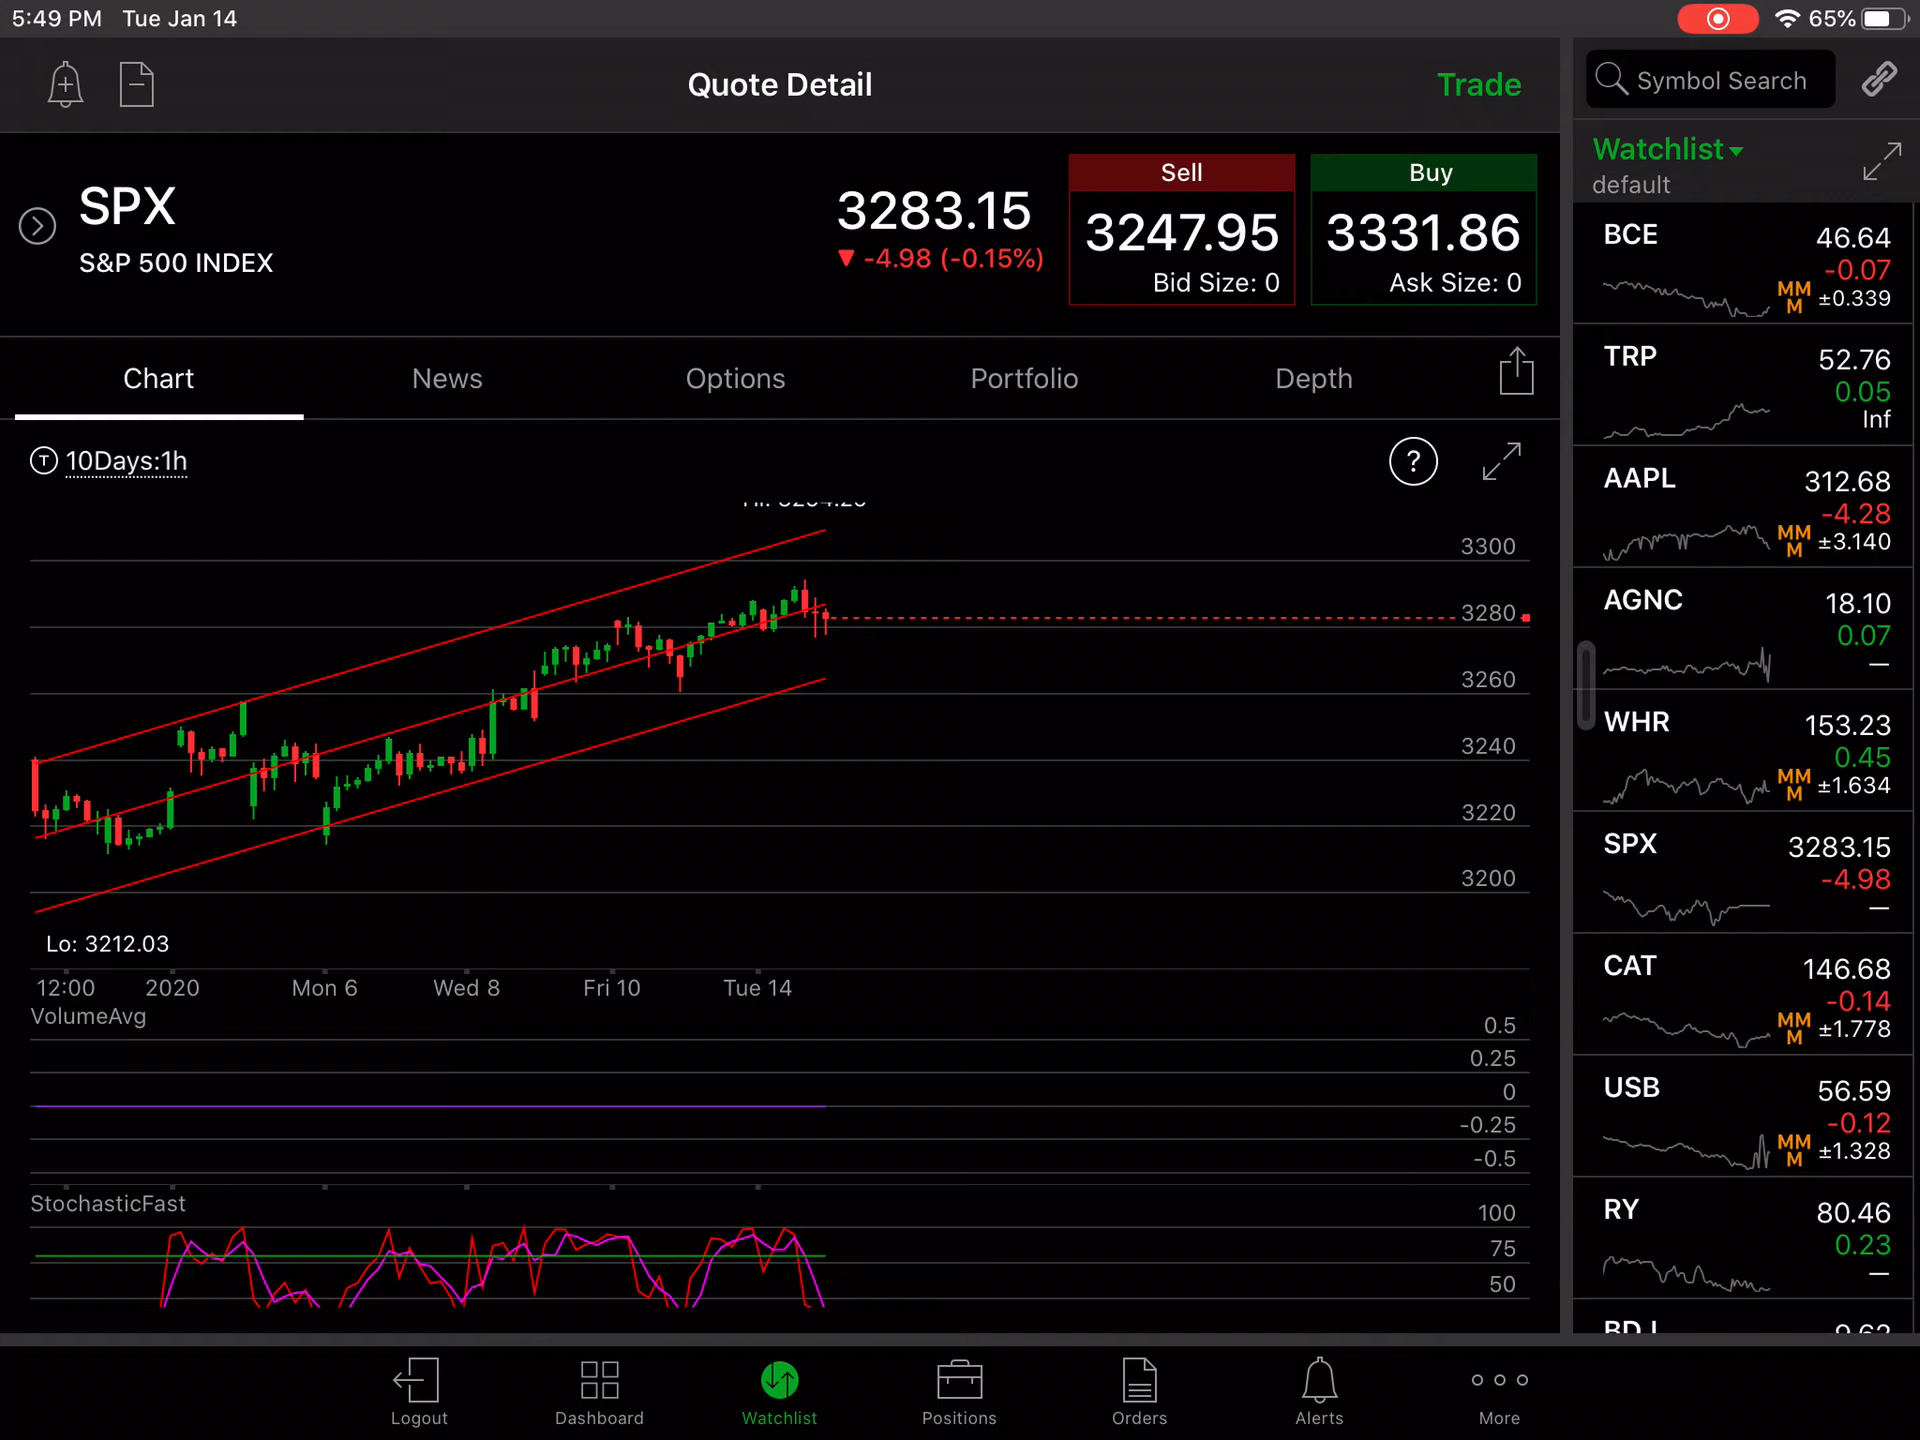 5:49 PM Tue Jan 14
65%
Quote Detail
Trade
SPX
S&P 500 INDEX
3283.15
▼ -4.98 (-0.15%)
Sell
3247.95
Bid Size: 0
Buy
3331.86
Ask Size: 0
Chart
News
Options
Portfolio
Depth
T 10Days:1h
?
3300
3280
3260
3240
3220
3200
Lo: 3212.03
12:00
2020
Mon 6
Wed 8
Fri 10
Tue 14
VolumeAvg
0.5
0.25
0
-0.25
-0.5
StochasticFast
100
75
50
Symbol Search
Watchlist
default
BCE
46.64
-0.07
MM
M
±0.339
TRP
52.76
0.05
Inf
AAPL
312.68
-4.28
MM
M
±3.140
AGNC
18.10
0.07
—
WHR
153.23
0.45
MM
M
±1.634
SPX
3283.15
-4.98
—
CAT
146.68
-0.14
MM
M
±1.778
USB
56.59
-0.12
MM
M
±1.328
RY
80.46
0.23
—
Logout
Dashboard
Watchlist
Positions
Orders
Alerts
More